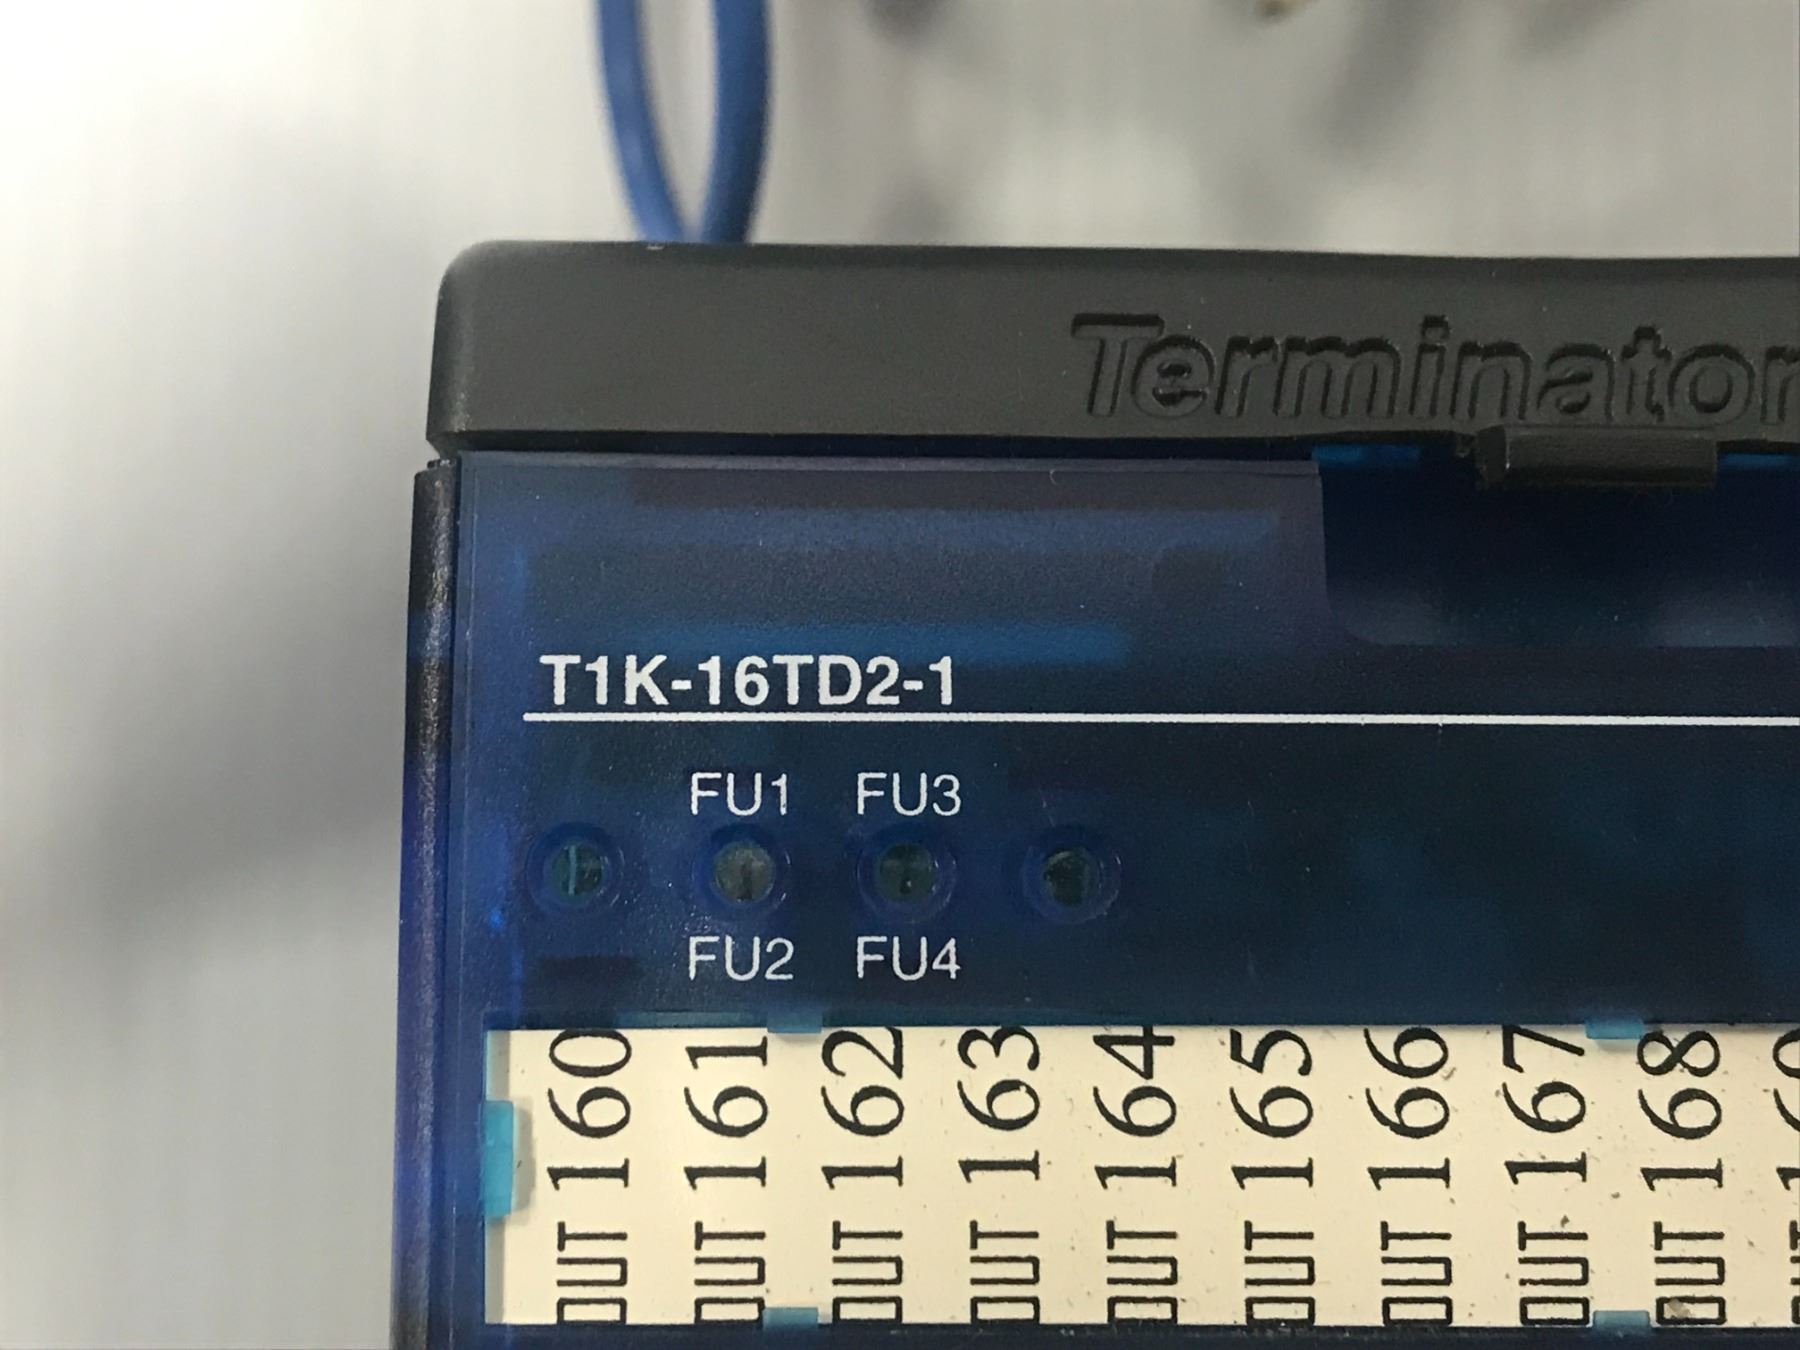 Terminator
T1K-16TD2-1
FU1 FU3
FU2 FU4
OUT 160
OUT 161
OUT 162
OUT 163
OUT 164
OUT 165
OUT 166
OUT 167
OUT 168